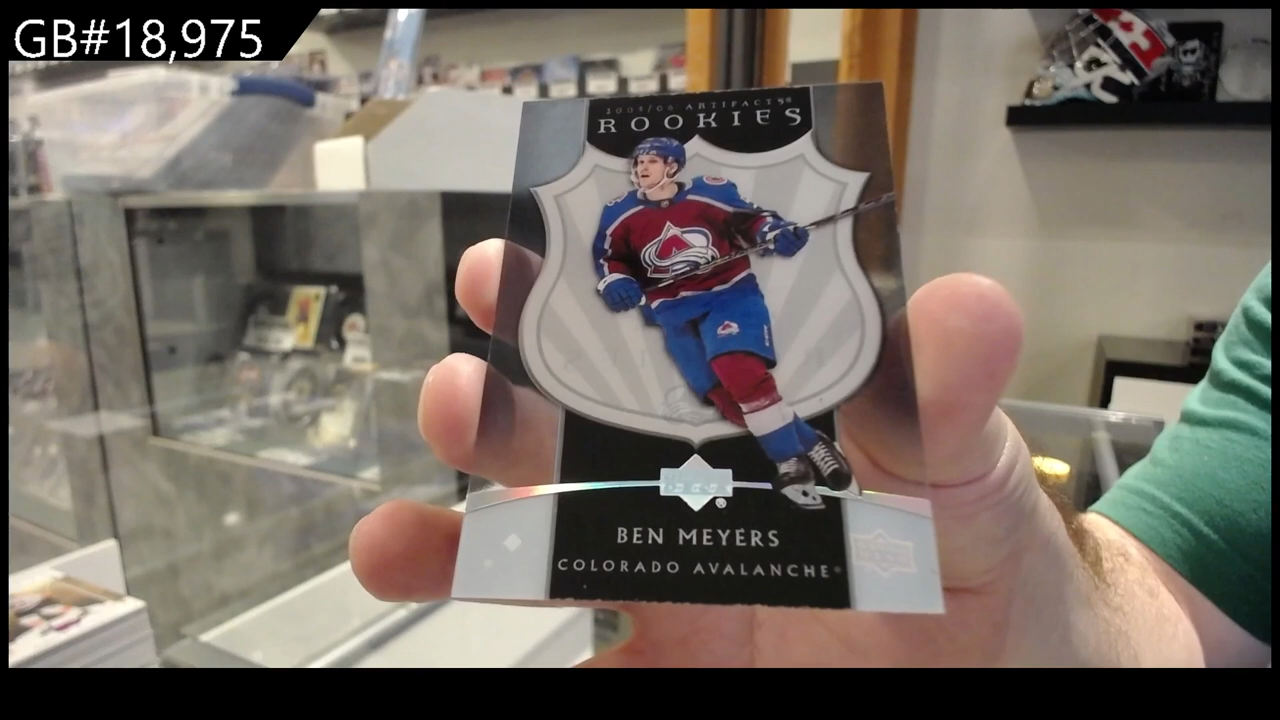 GB#18,975
2005/06 ARTIFACTS
ROOKIES
BEN MEYERS
COLORADO AVALANCHE